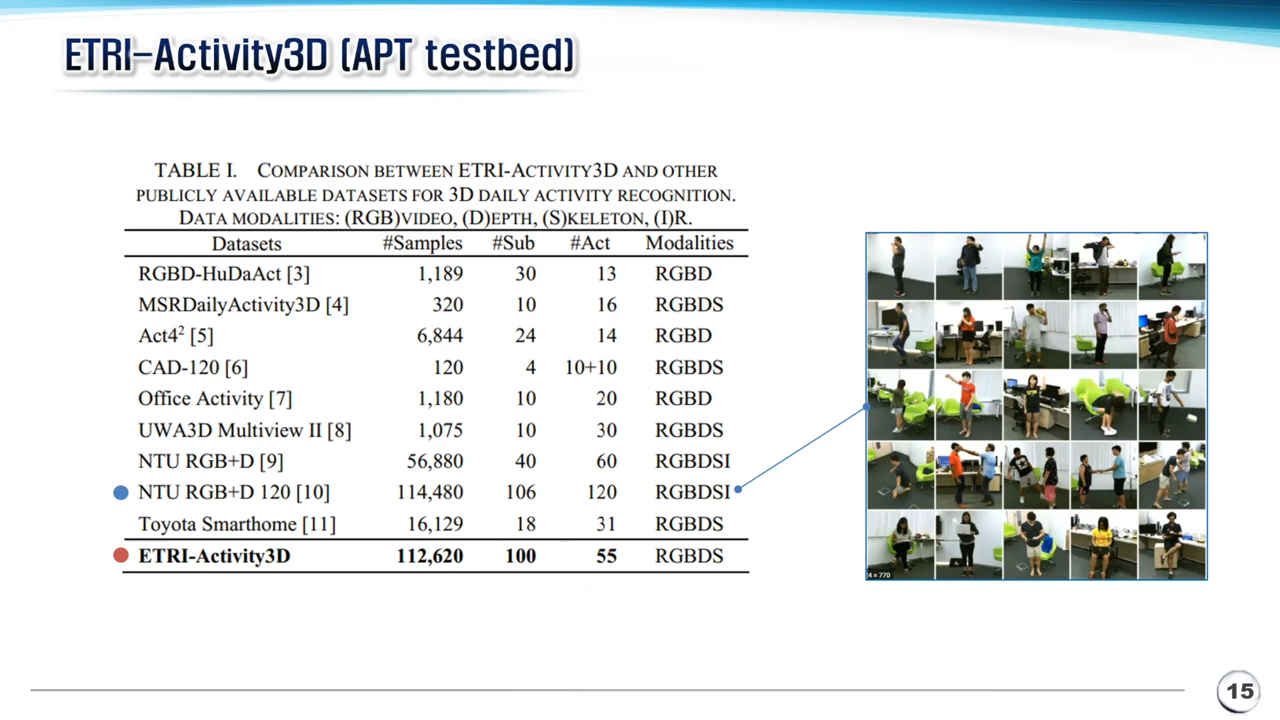 ETRI-Activity3D (APT testbed)
TABLE I. COMPARISON BETWEEN ETRI-ACTIVITY3D AND OTHER
PUBLICLY AVAILABLE DATASETS FOR 3D DAILY ACTIVITY RECOGNITION.
DATA MODALITIES: (RGB)VIDEO, (D)EPTH, (S)KELETON, (I)R.
Datasets #Samples #Sub #Act Modalities
RGBD-HuDaAct [3] 1,189 30 13 RGBD
MSRDailyActivity3D [4] 320 10 16 RGBDS
Act4² [5] 6,844 24 14 RGBD
CAD-120 [6] 120 4 10+10 RGBDS
Office Activity [7] 1,180 10 20 RGBD
UWA3D Multiview II [8] 1,075 10 30 RGBDS
NTU RGB+D [9] 56,880 40 60 RGBDSI
NTU RGB+D 120 [10] 114,480 106 120 RGBDSI
Toyota Smarthome [11] 16,129 18 31 RGBDS
ETRI-Activity3D 112,620 100 55 RGBDS
4 × 770
15